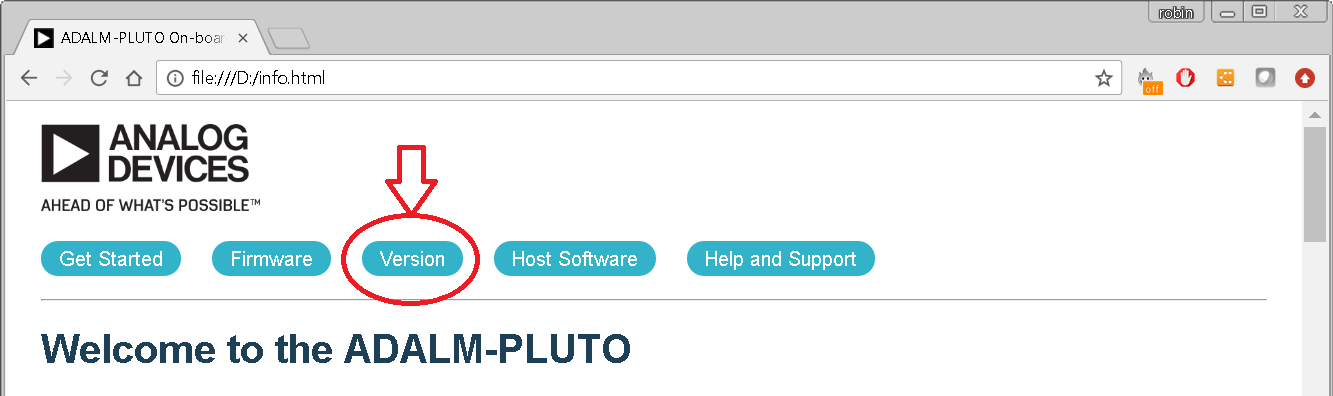 robin
ADALM-PLUTO On-boar
file:///D:/info.html
off
ANALOG
DEVICES
AHEAD OF WHAT'S POSSIBLE™
Get Started Firmware Version Host Software Help and Support
Welcome to the ADALM-PLUTO